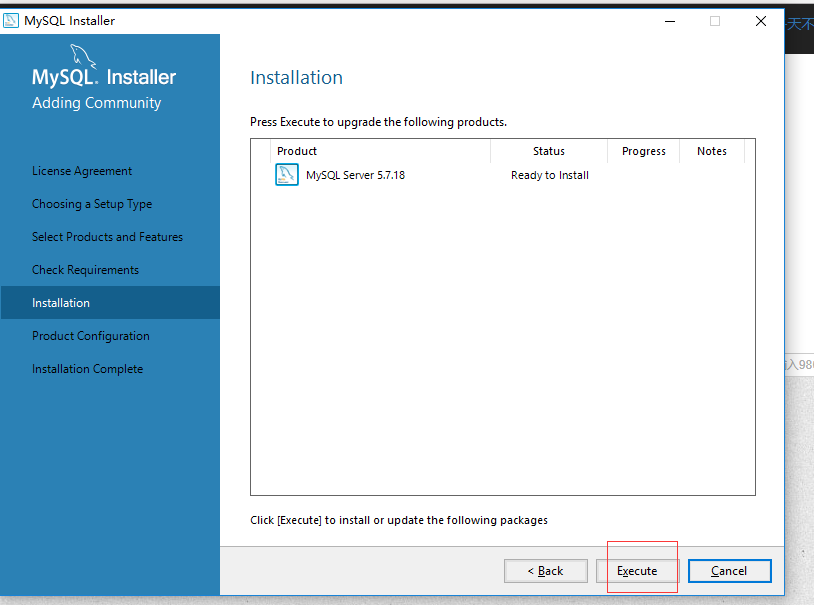 MySQL Installer
MySQL. Installer
Adding Community
License Agreement
Choosing a Setup Type
Select Products and Features
Check Requirements
Installation
Product Configuration
Installation Complete
Installation
Press Execute to upgrade the following products.
Product Status Progress Notes
MySQL Server 5.7.18 Ready to Install
Click [Execute] to install or update the following packages
< Back Execute Cancel
天不
入98